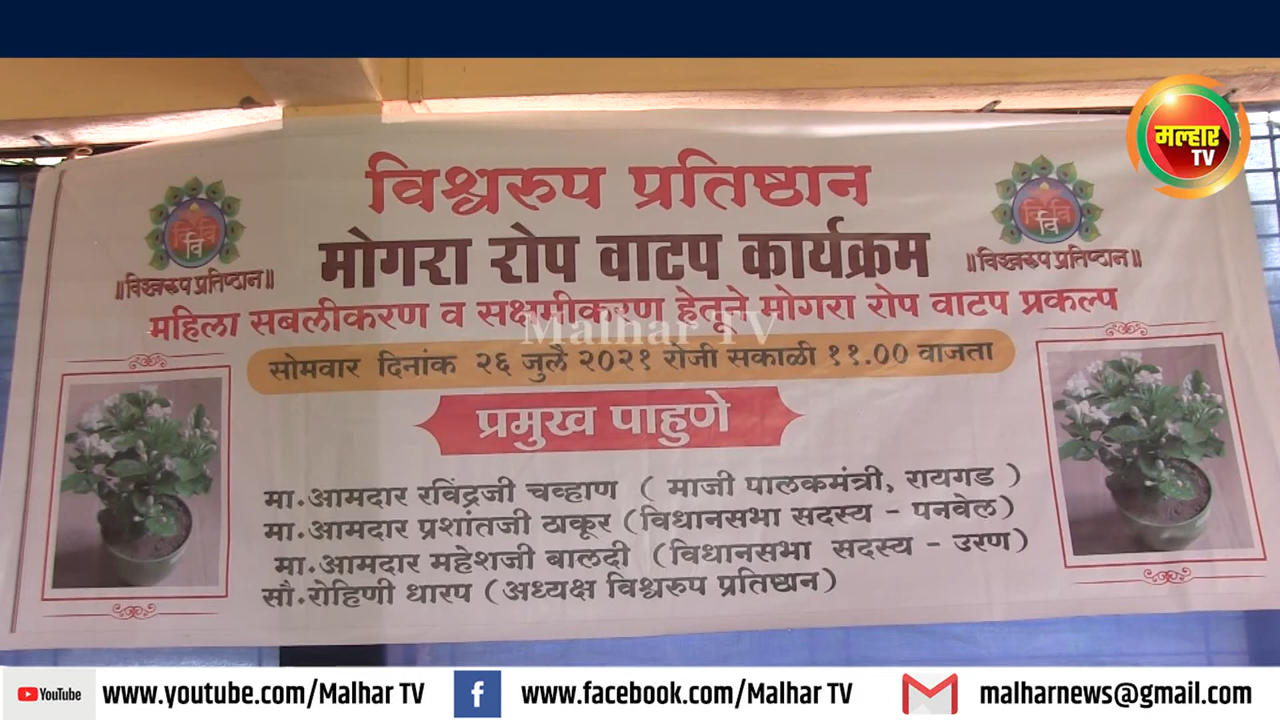 मल्हार
TV
विश्वरुप प्रतिष्ठान
वि वि
वि
वि वि
वि
मोगरा रोप वाटप कार्यक्रम
॥विश्वरूप प्रतिष्ठान॥
॥विश्वरूप प्रतिष्ठान॥
महिला सबलीकरण व सक्षमीकरण हेतूने मोगरा रोप वाटप प्रकल्प
Malhar TV
सोमवार दिनांक २६ जुलै २०२१ रोजी सकाळी ११.०० वाजता
प्रमुख पाहुणे
मा.आमदार रविंद्रजी चव्हाण ( माजी पालकमंत्री, रायगड )
मा.आमदार प्रशांतजी ठाकूर (विधानसभा सदस्य - पनवेल)
मा.आमदार महेशजी बालदी (विधानसभा सदस्य - उरण)
सौ.रोहिणी धारप (अध्यक्ष विश्वरुप प्रतिष्ठान)
YouTube www.youtube.com/Malhar TV f www.facebook.com/Malhar TV malharnews@gmail.com